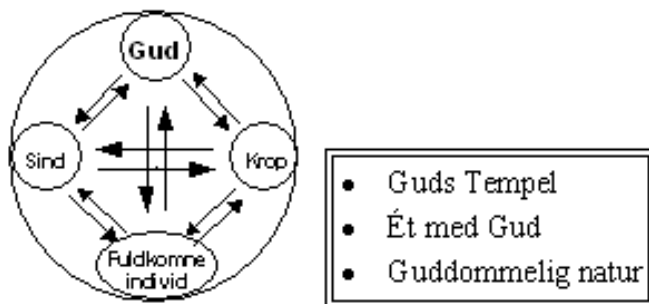 Gud
Sind
Krop
Fuldkomne
individ
Guds Tempel
Ét med Gud
Guddommelig natur